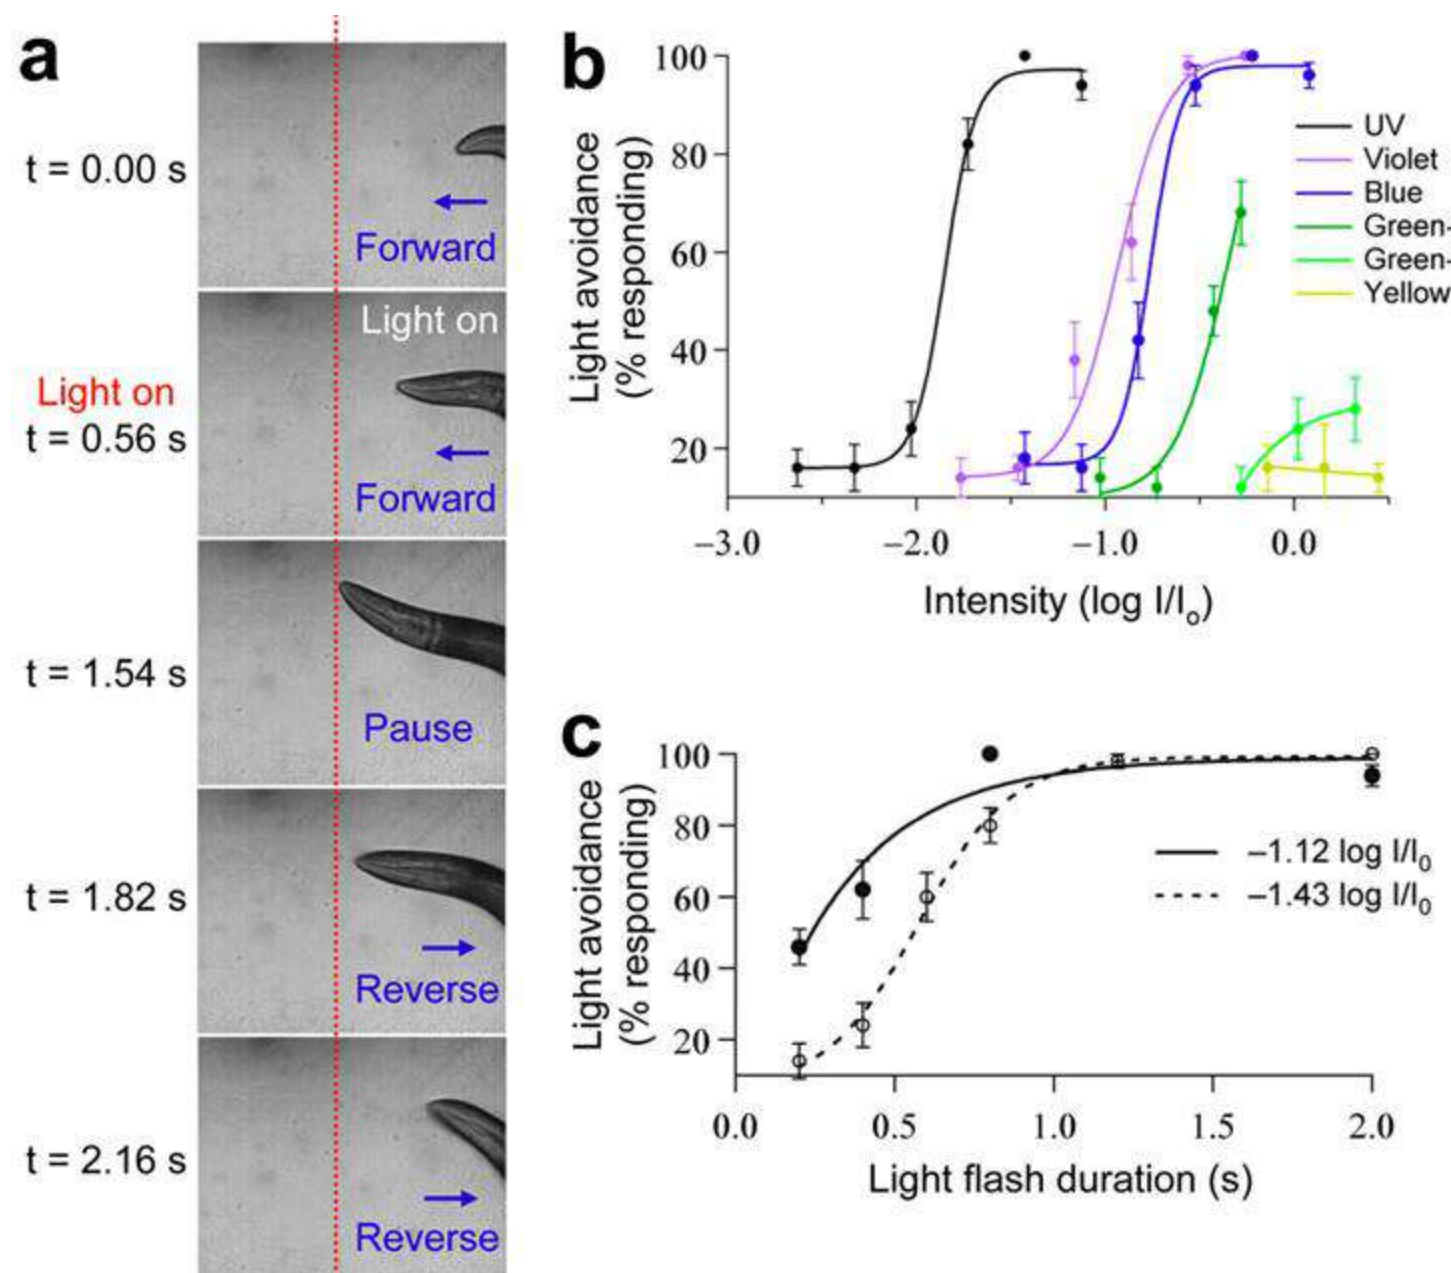 a
t = 0.00 s
Forward
Light on
Light on
t = 0.56 s
Forward
t = 1.54 s
Pause
t = 1.82 s
Reverse
t = 2.16 s
Reverse
b
Light avoidance
(% responding)
100
80
60
40
20
–3.0 –2.0 –1.0 0.0
Intensity (log I/I₀)
UV
Violet
Blue
Green-
Green-
Yellow
c
Light avoidance
(% responding)
100
80
60
40
20
0.0 0.5 1.0 1.5 2.0
Light flash duration (s)
–1.12 log I/I₀
–1.43 log I/I₀